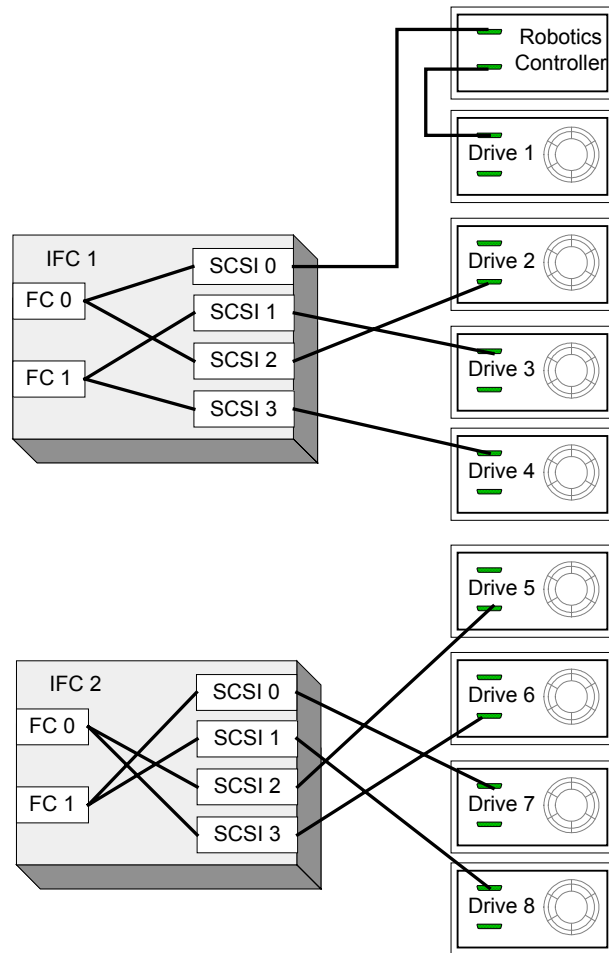 Robotics
Controller
Drive 1
Drive 2
Drive 3
Drive 4
IFC 1
FC 0
FC 1
SCSI 0
SCSI 1
SCSI 2
SCSI 3
Drive 5
Drive 6
Drive 7
Drive 8
IFC 2
FC 0
FC 1
SCSI 0
SCSI 1
SCSI 2
SCSI 3